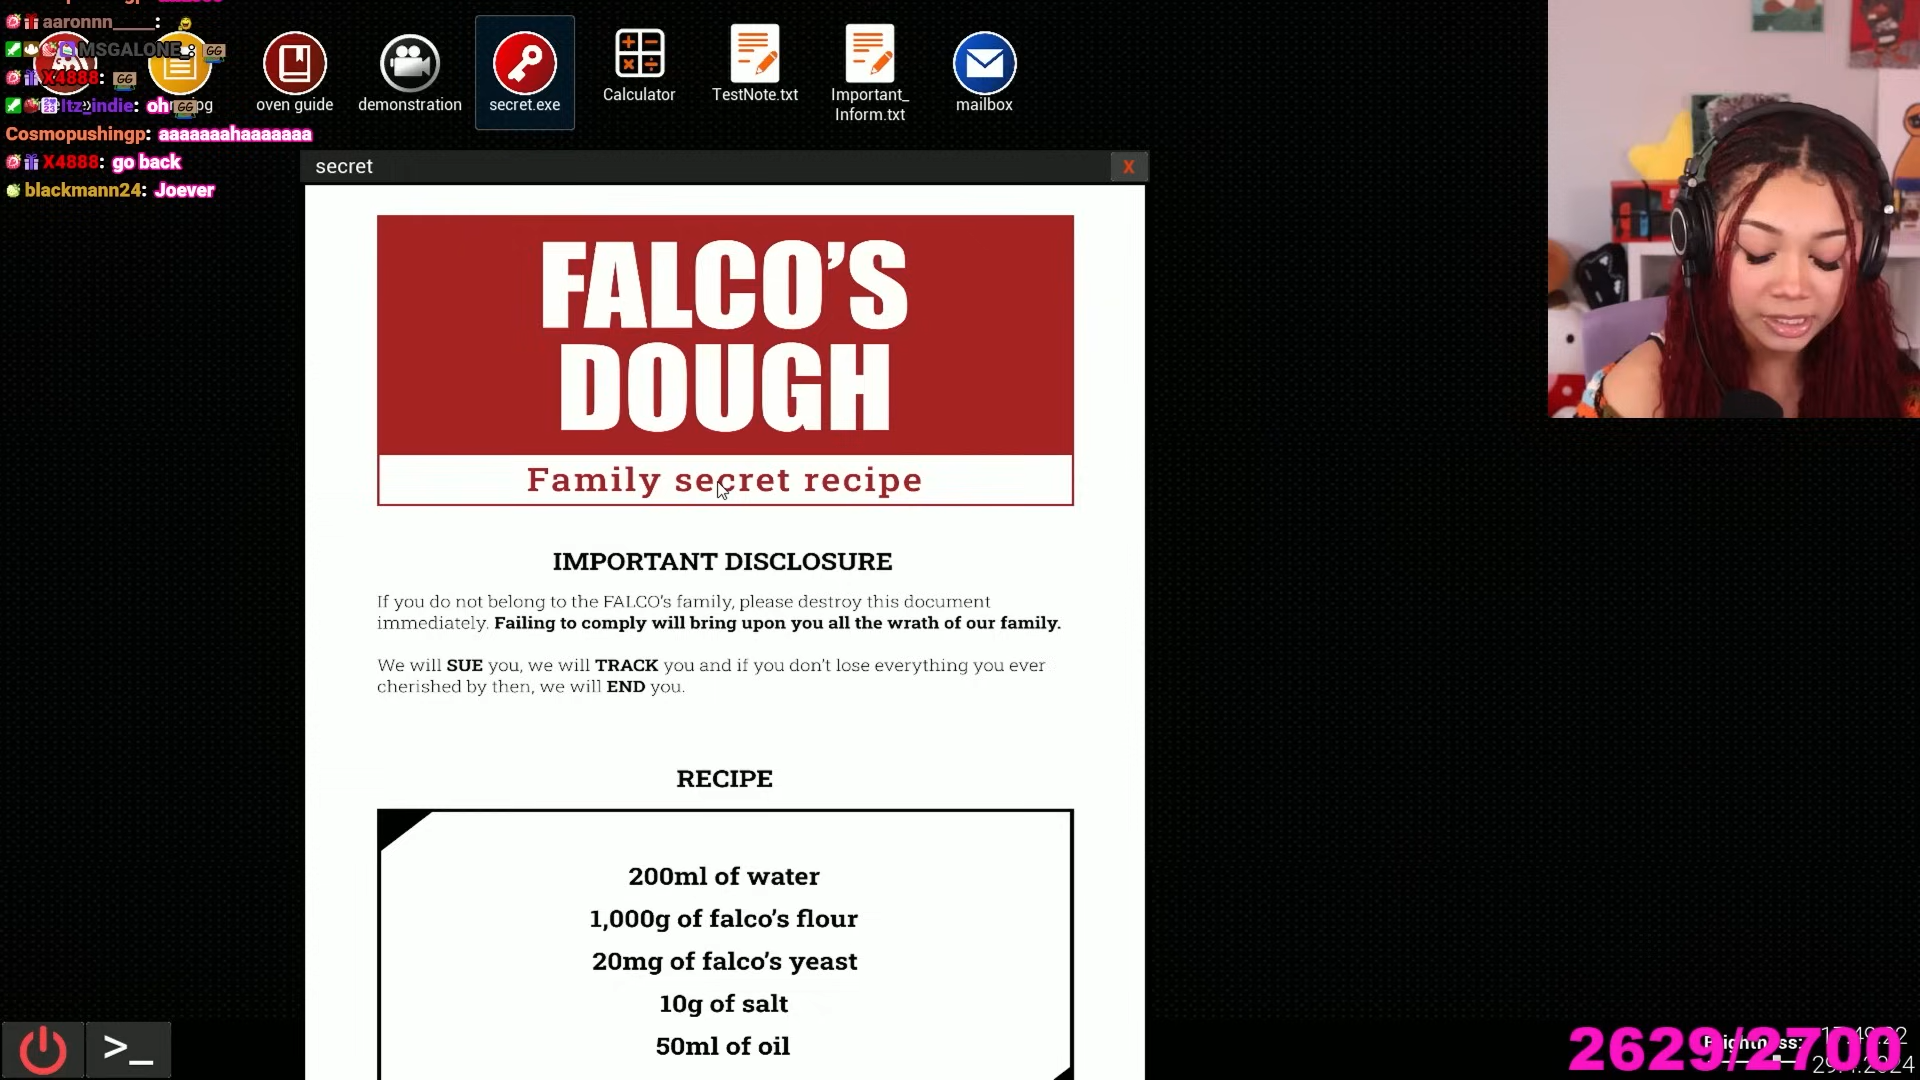 aaronnn____:
MSGALONE_:
X4888:
itz_indie: oh
Cosmopushingp: aaaaaaahaaaaaaa
X4888: go back
blackmann24: Joever
oven guide
demonstration
secret.exe
Calculator
TestNote.txt
Important_
Inform.txt
mailbox
secret
X
FALCO'S
DOUGH
Family secret recipe
IMPORTANT DISCLOSURE
If you do not belong to the FALCO's family, please destroy this document
immediately. Failing to comply will bring upon you all the wrath of our family.
We will SUE you, we will TRACK you and if you don't lose everything you ever
cherished by then, we will END you.
RECIPE
200ml of water
1,000g of falco's flour
20mg of falco's yeast
10g of salt
50ml of oil
>_
2629/2700